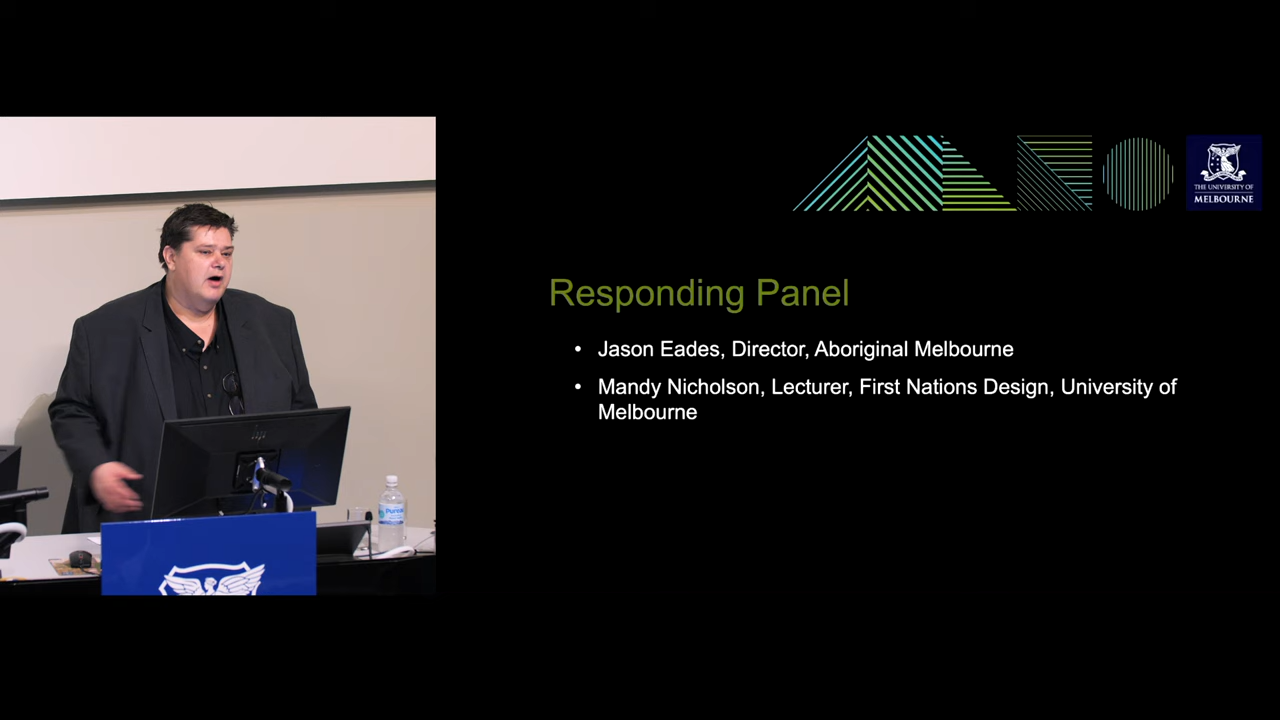 THE UNIVERSITY OF
MELBOURNE
Responding Panel
• Jason Eades, Director, Aboriginal Melbourne
• Mandy Nicholson, Lecturer, First Nations Design, University of
Melbourne
hp